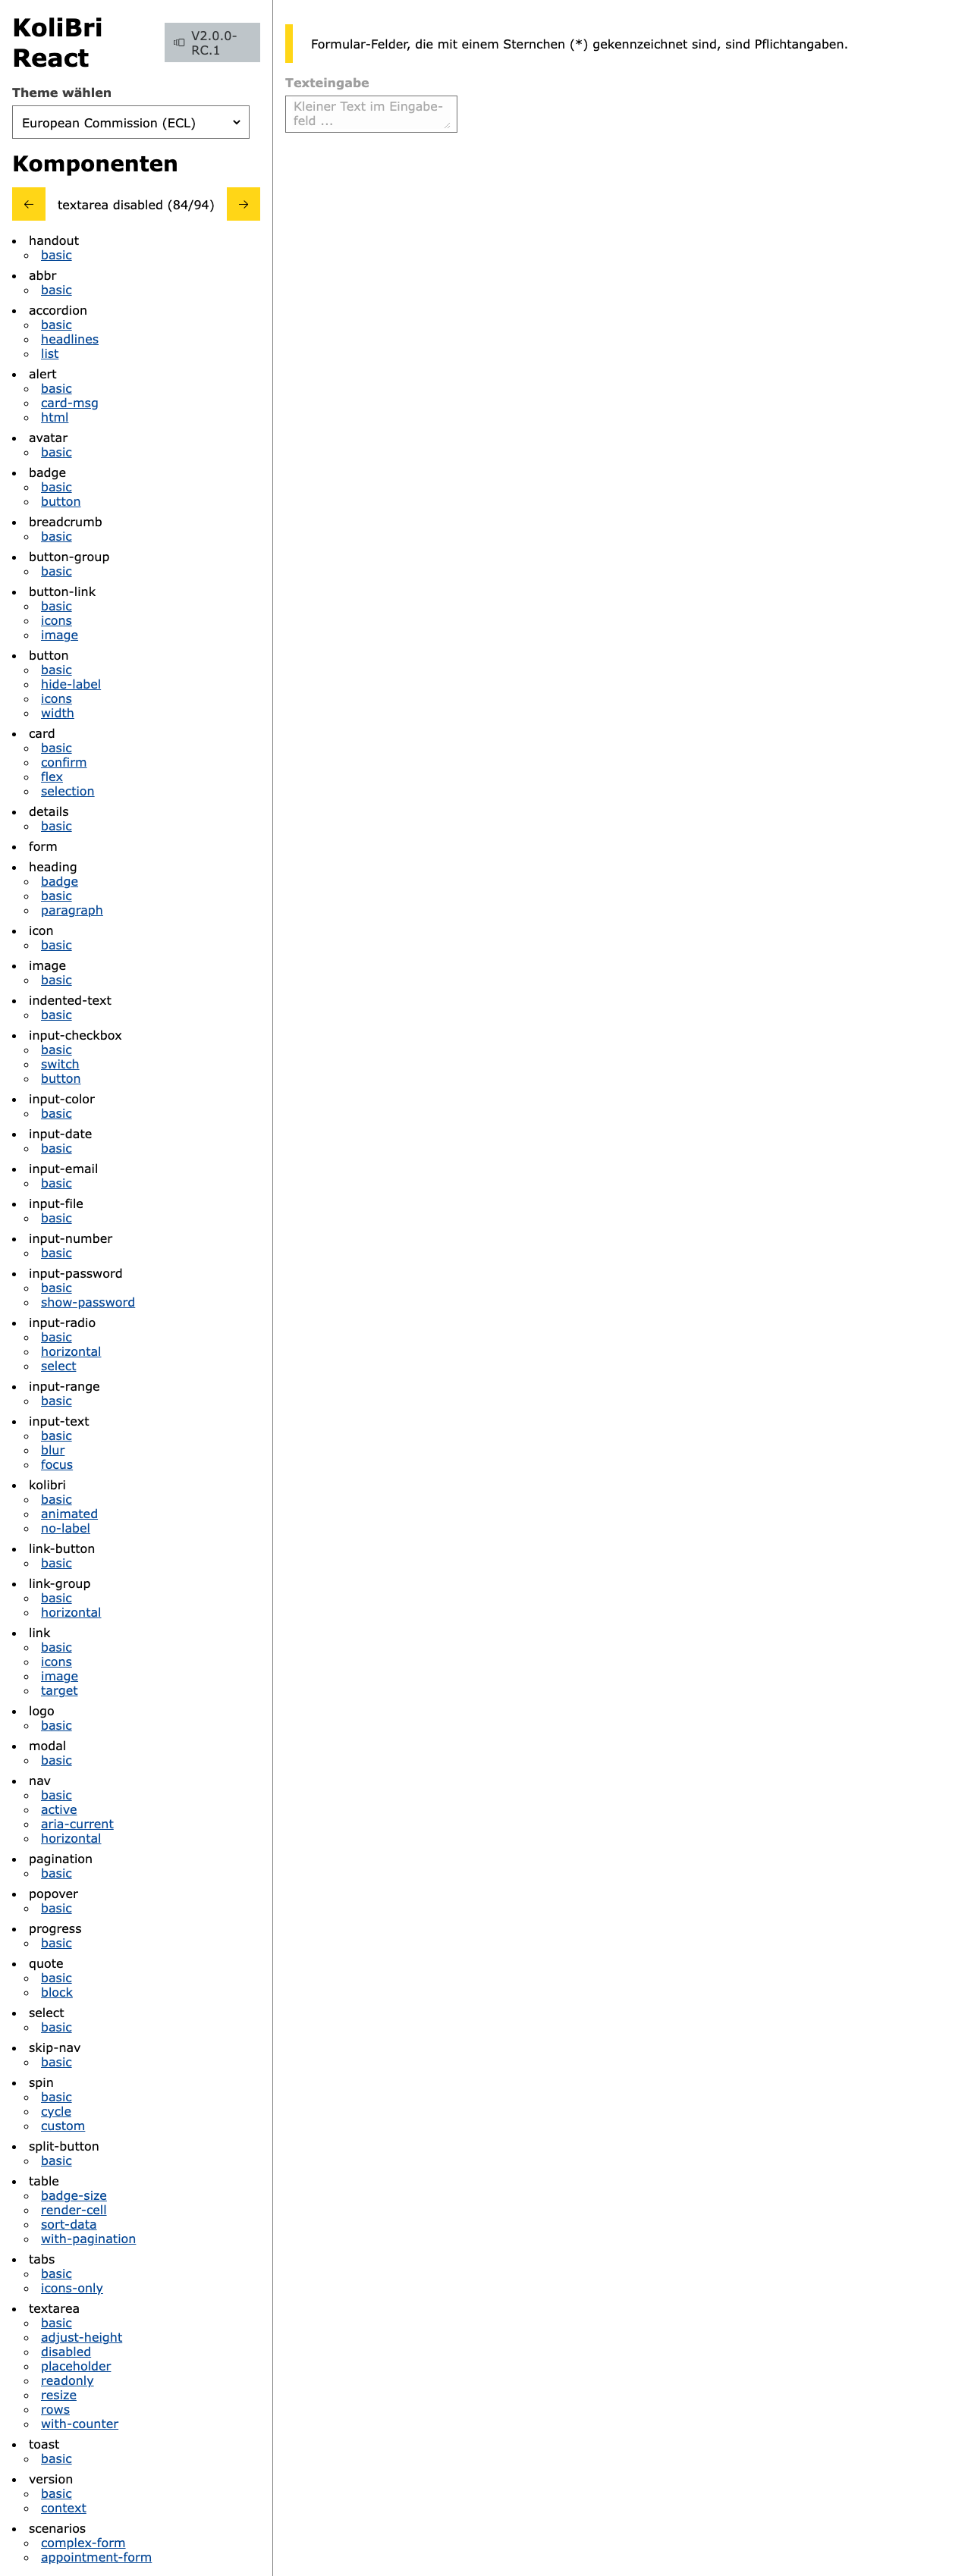 KoliBri
React
V2.0.0-
RC.1
Theme wählen
European Commission (ECL)
Komponenten
textarea disabled (84/94)
handout
basic
abbr
basic
accordion
basic
headlines
list
alert
basic
card-msg
html
avatar
basic
badge
basic
button
breadcrumb
basic
button-group
basic
button-link
basic
icons
image
button
basic
hide-label
icons
width
card
basic
confirm
flex
selection
details
basic
form
heading
badge
basic
paragraph
icon
basic
image
basic
indented-text
basic
input-checkbox
basic
switch
button
input-color
basic
input-date
basic
input-email
basic
input-file
basic
input-number
basic
input-password
basic
show-password
input-radio
basic
horizontal
select
input-range
basic
input-text
basic
blur
focus
kolibri
basic
animated
no-label
link-button
basic
link-group
basic
horizontal
link
basic
icons
image
target
logo
basic
modal
basic
nav
basic
active
aria-current
horizontal
pagination
basic
popover
basic
progress
basic
quote
basic
block
select
basic
skip-nav
basic
spin
basic
cycle
custom
split-button
basic
table
badge-size
render-cell
sort-data
with-pagination
tabs
basic
icons-only
textarea
basic
adjust-height
disabled
placeholder
readonly
resize
rows
with-counter
toast
basic
version
basic
context
scenarios
complex-form
appointment-form
Formular-Felder, die mit einem Sternchen (*) gekennzeichnet sind, sind Pflichtangaben.
Texteingabe
Kleiner Text im Eingabe-
feld ...